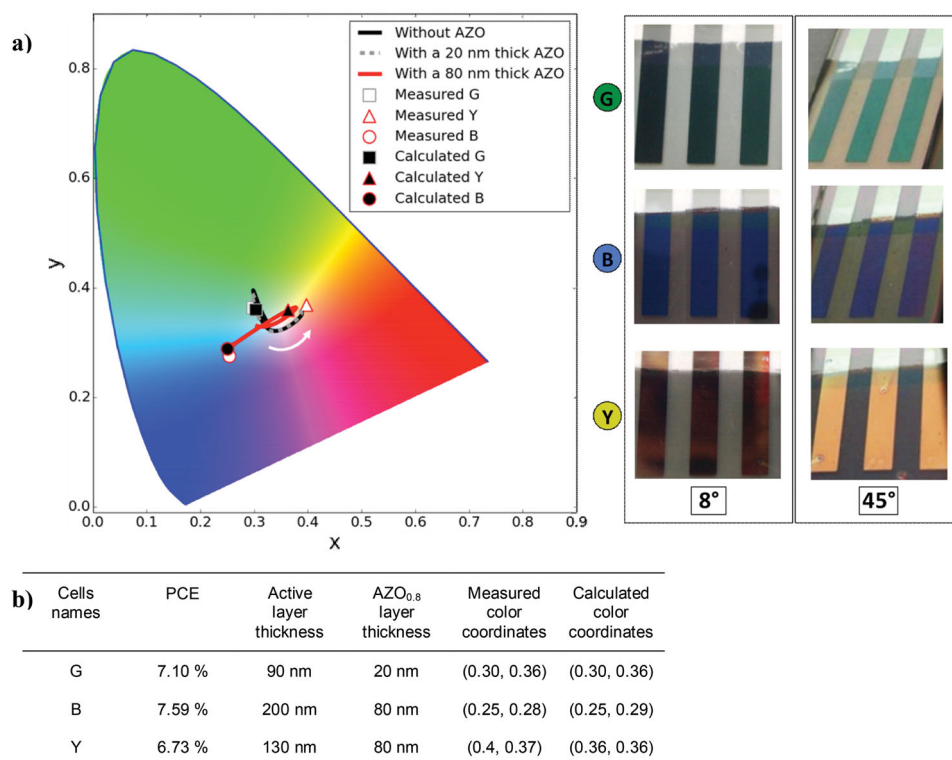 a)
Without AZO
With a 20 nm thick AZO
With a 80 nm thick AZO
Measured G
Measured Y
Measured B
Calculated G
Calculated Y
Calculated B
y
0.8
0.6
0.4
0.2
0.0
0.0 0.1 0.2 0.3 0.4 0.5 0.6 0.7 0.8 0.9
x
G
B
Y
8° 45°
b)
Cells names PCE Active layer thickness AZO0.8 layer thickness Measured color coordinates Calculated color coordinates
G 7.10 % 90 nm 20 nm (0.30, 0.36) (0.30, 0.36)
B 7.59 % 200 nm 80 nm (0.25, 0.28) (0.25, 0.29)
Y 6.73 % 130 nm 80 nm (0.4, 0.37) (0.36, 0.36)